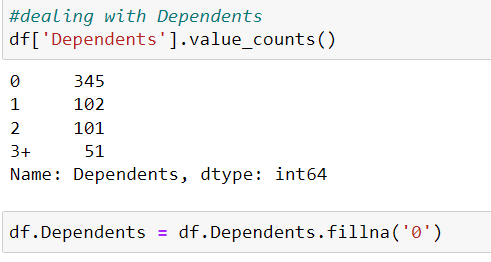 #dealing with Dependents
df['Dependents'].value_counts()
0     345
1     102
2     101
3+     51
Name: Dependents, dtype: int64
df.Dependents = df.Dependents.fillna('0')